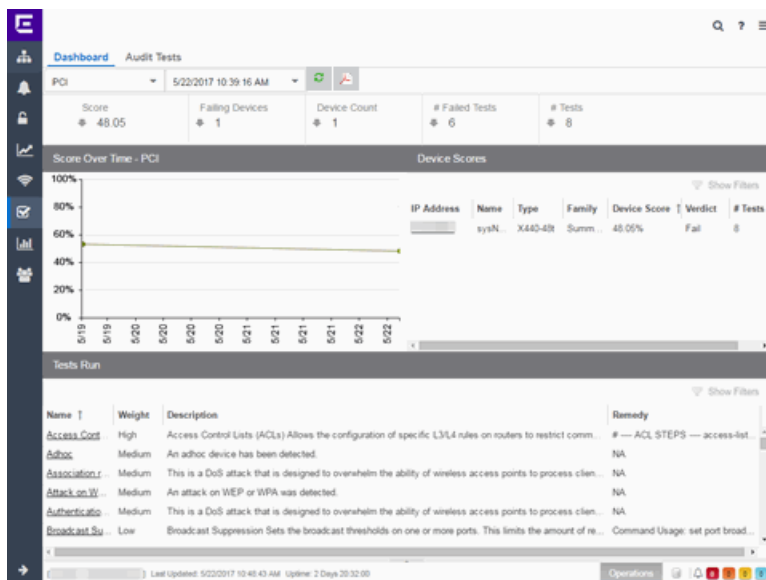 E
?
Dashboard Audit Tests
PCI 5/22/2017 10:39:16 AM
Score Failing Devices Device Count # Failed Tests # Tests
48.05 1 1 6 8
Score Over Time - PCI Device Scores
Show Filters
100%
80%
60%
40%
20%
0%
5/19 5/19 5/20 5/20 5/20 5/20 5/21 5/21 5/21 5/21 5/22 5/22
IP Address Name Type Family Device Score Verdict # Tests
sysN... X440-48t Summ... 48.05% Fail 8
Tests Run
Show Filters
Name Weight Description Remedy
Access Cont... High Access Control Lists (ACLs) Allows the configuration of specific L3/L4 rules on routers to restrict comm... # ---- ACL STEPS ---- access-list...
Adhoc Medium An adhoc device has been detected. NA
Association r... Medium This is a DoS attack that is designed to overwhelm the ability of wireless access points to process clien... NA
Attack on W... Medium An attack on WEP or WPA was detected. NA
Authenticatio... Medium This is a DoS attack that is designed to overwhelm the ability of wireless access points to process clien... NA
Broadcast Su... Low Broadcast Suppression Sets the broadcast thresholds on one or more ports. This limits the amount of re... Command Usage: set port broad...
Last Updated: 5/22/2017 10:48:43 AM Uptime: 2 Days 20:32:00 Operations